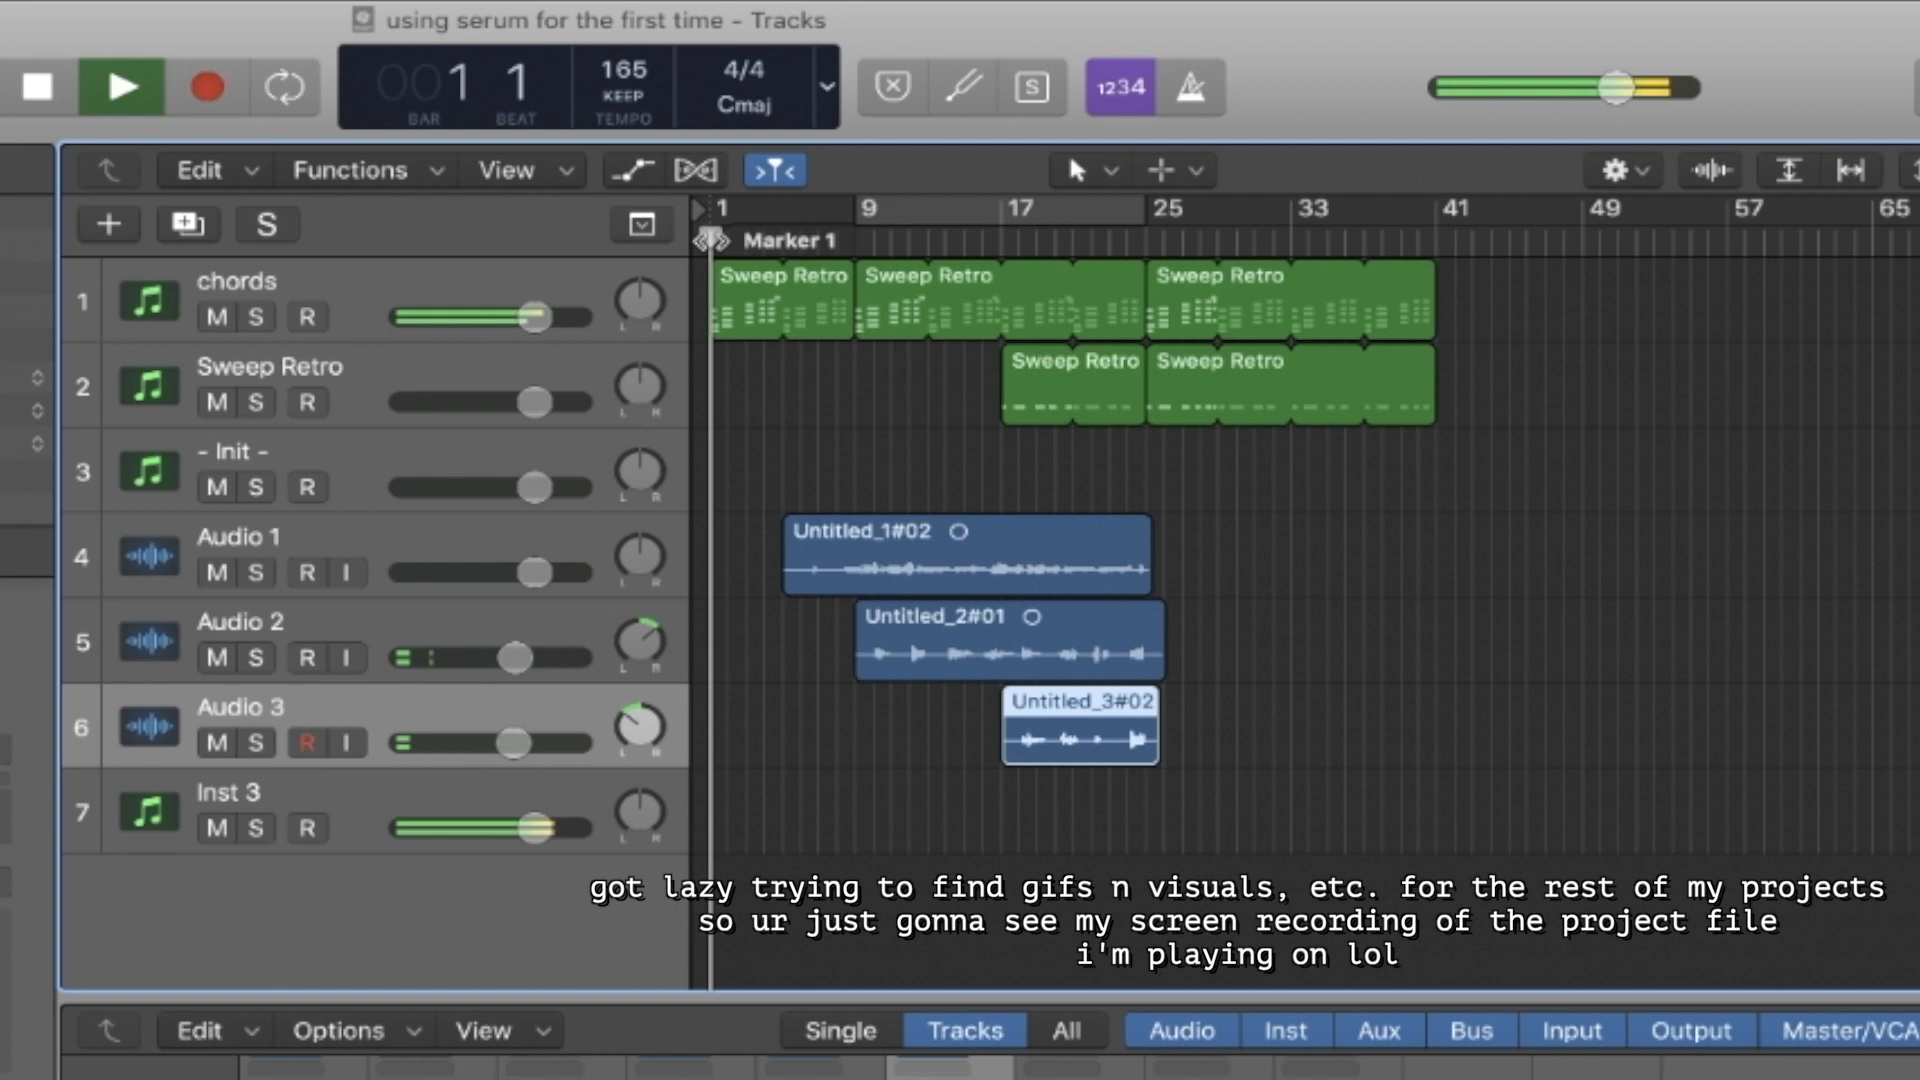 using serum for the first time - Tracks
001 1 165 4/4
KEEP Cmaj
BAR BEAT TEMPO
S
1234
Edit Functions View
S
1 9 17 25 33 41 49 57 65
Marker 1
1 chords
M S R
L R
Sweep Retro Sweep Retro Sweep Retro
2 Sweep Retro
M S R
L R
Sweep Retro Sweep Retro
3 - Init -
M S R
L R
4 Audio 1
M S R I
L R
Untitled_1#02
5 Audio 2
M S R I
L R
Untitled_2#01
6 Audio 3
M S R I
L R
Untitled_3#02
7 Inst 3
M S R
L R
got lazy trying to find gifs n visuals, etc. for the rest of my projects
so ur just gonna see my screen recording of the project file
i'm playing on lol
Edit Options View Single Tracks All Audio Inst Aux Bus Input Output Master/VCA